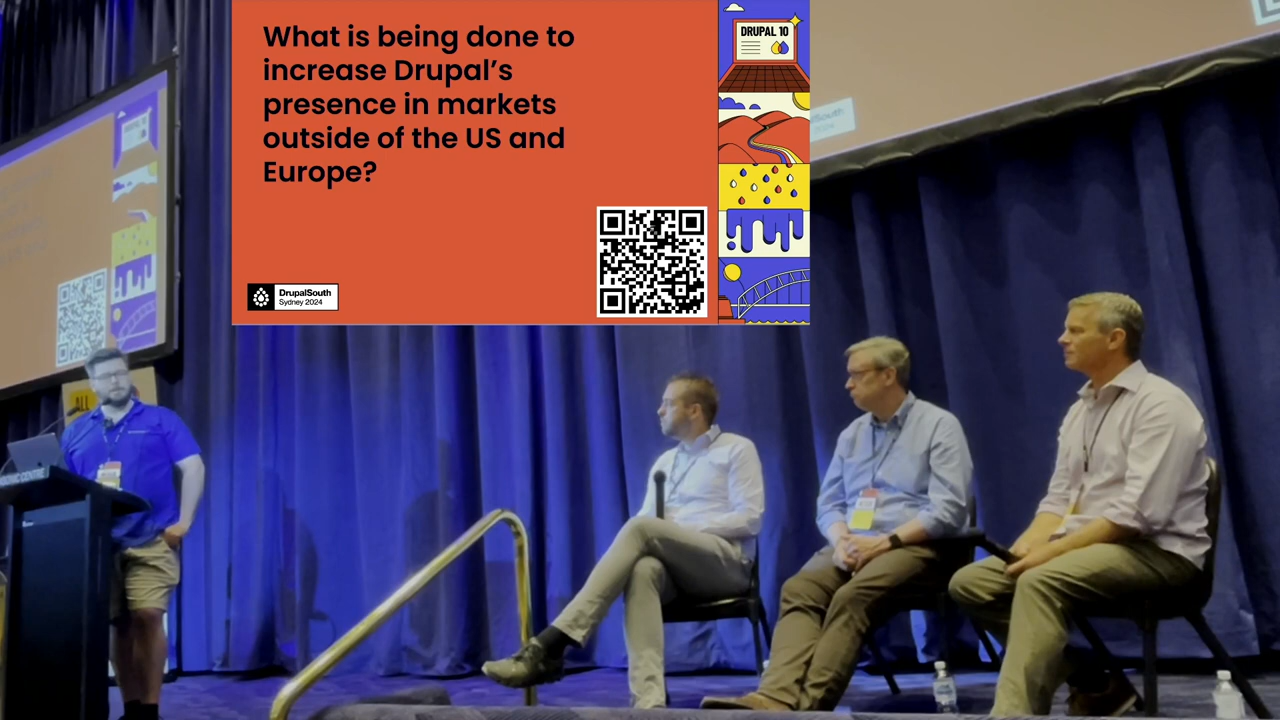 What is being done to
increase Drupal’s
presence in markets
outside of the US and
Europe?
DRUPAL 10
DrupalSouth
Sydney 2024
ALL